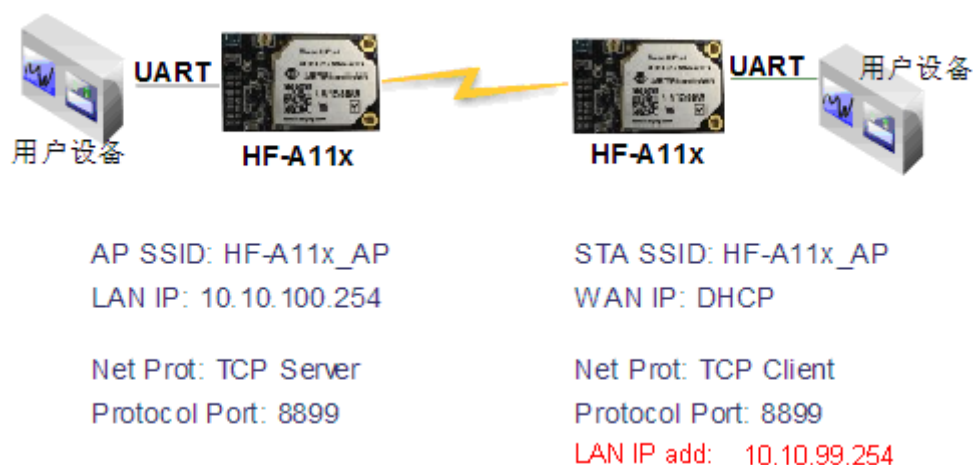 UART
用户设备
HF-A11x
UART
用户设备
HF-A11x
AP SSID: HF-A11x_AP
LAN IP: 10.10.100.254
Net Prot: TCP Server
Protocol Port: 8899
STA SSID: HF-A11x_AP
WAN IP: DHCP
Net Prot: TCP Client
Protocol Port: 8899
LAN IP add: 10.10.99.254